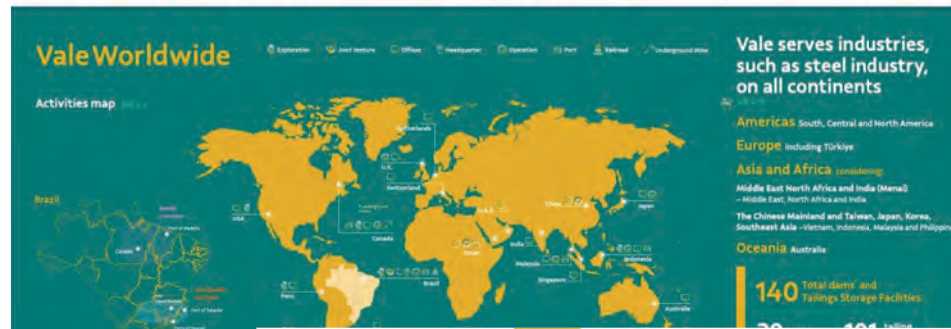 Vale Worldwide
Exploration
Joint Venture
Offices
Headquarter
Operation
Port
Railroad
Underground Mine
Activities map
Vale serves industries,
such as steel industry,
on all continents
Americas South, Central and North America
Europe including Türkiye
Asia and Africa considering:
Middle East North Africa and India (Menai)
– Middle East, North Africa and India
The Chinese Mainland and Taiwan, Japan, Korea,
Southeast Asia –Vietnam, Indonesia, Malaysia and Philippin
Oceania Australia
140 Total dams and
Tailings Storage Facilities:
Netherlands
U.K.
Switzerland
USA
Canada
U.A.E.
Oman
China
Japan
India
Malaysia
Singapore
Indonesia
Brazil
Peru
Australia
Brazil